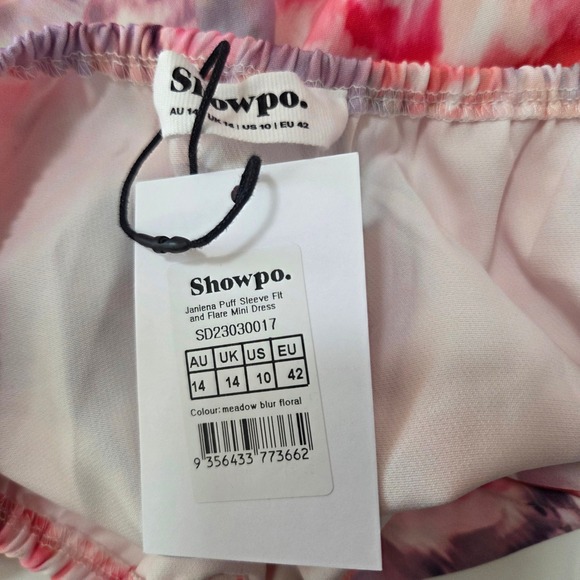 Showpo.
AU 14 | UK 14 | US 10 | EU 42
Showpo.
Janiena Puff Sleeve Fit
and Flare Mini Dress
SD23030017
AU UK US EU
14 14 10 42
Colour: meadow blur floral
9 356433 773662